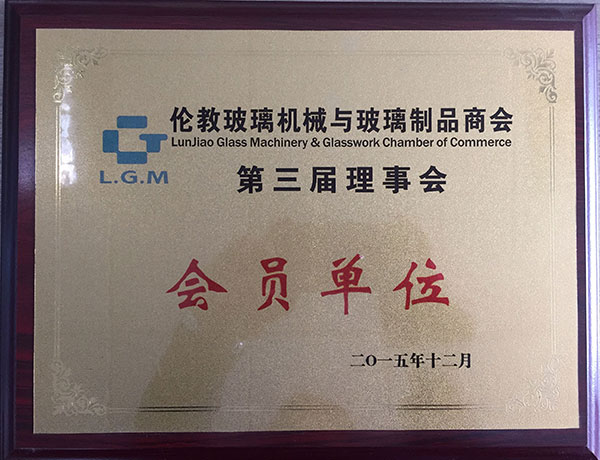 伦教玻璃机械与玻璃制品商会
LunJiao Glass Machinery & Glasswork Chamber of Commerce
L.G.M
第三届理事会
会员单位
二〇一五年十二月